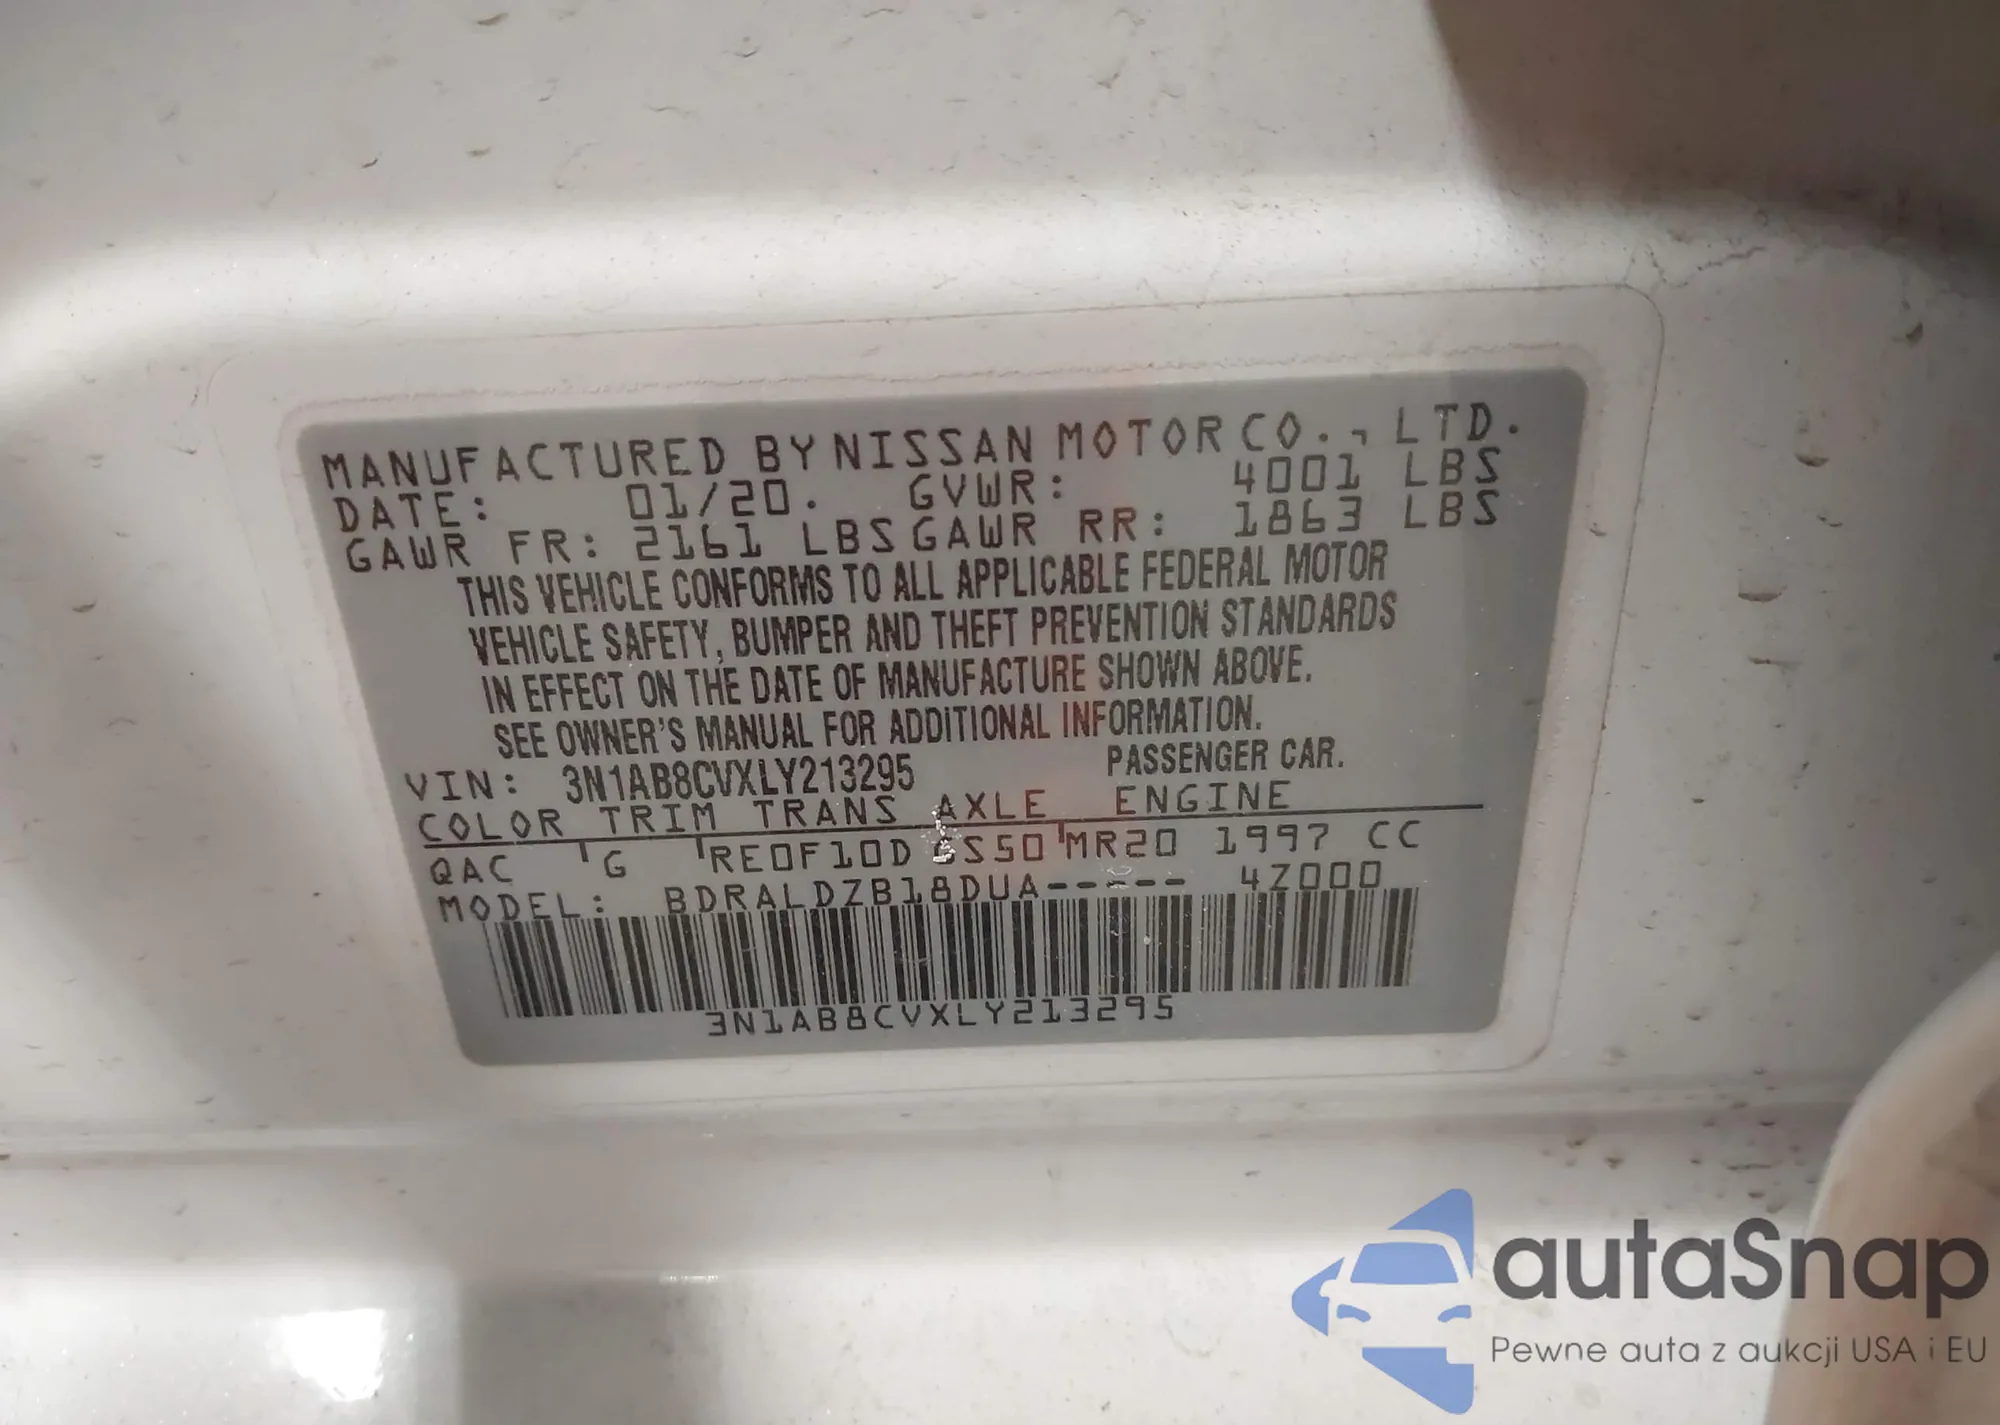 MANUFACTURED BY NISSAN MOTOR CO., LTD.
DATE: 01/20. GVWR: 4001 LBS
GAWR FR: 2161 LBS GAWR RR: 1863 LBS
THIS VEHICLE CONFORMS TO ALL APPLICABLE FEDERAL MOTOR
VEHICLE SAFETY, BUMPER AND THEFT PREVENTION STANDARDS
IN EFFECT ON THE DATE OF MANUFACTURE SHOWN ABOVE.
SEE OWNER'S MANUAL FOR ADDITIONAL INFORMATION.
VIN: 3N1AB8CVXLY213295 PASSENGER CAR.
COLOR TRIM TRANS AXLE ENGINE
QAC G RE0F10D GS50 MR20 1997 CC
MODEL: BDRALDZB18DUA----- 4Z000
3N1AB8CVXLY213295
autaSnap
Pewne auta z aukcji USA i EU